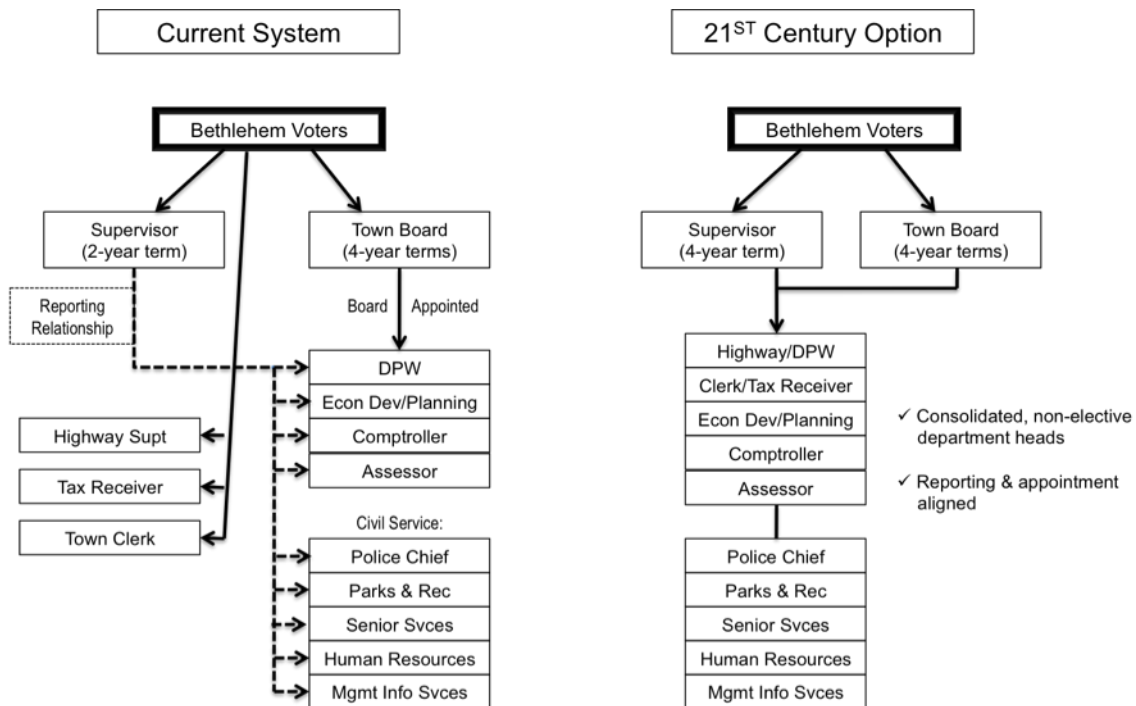 Current System
Bethlehem Voters
Supervisor
(2-year term)
Town Board
(4-year terms)
Reporting
Relationship
Board
Appointed
DPW
Econ Dev/Planning
Comptroller
Assessor
Highway Supt
Tax Receiver
Town Clerk
Civil Service:
Police Chief
Parks & Rec
Senior Svces
Human Resources
Mgmt Info Svces
21ST Century Option
Bethlehem Voters
Supervisor
(4-year term)
Town Board
(4-year terms)
Highway/DPW
Clerk/Tax Receiver
Econ Dev/Planning
Comptroller
Assessor
Police Chief
Parks & Rec
Senior Svces
Human Resources
Mgmt Info Svces
✓ Consolidated, non-elective
department heads
✓ Reporting & appointment
aligned